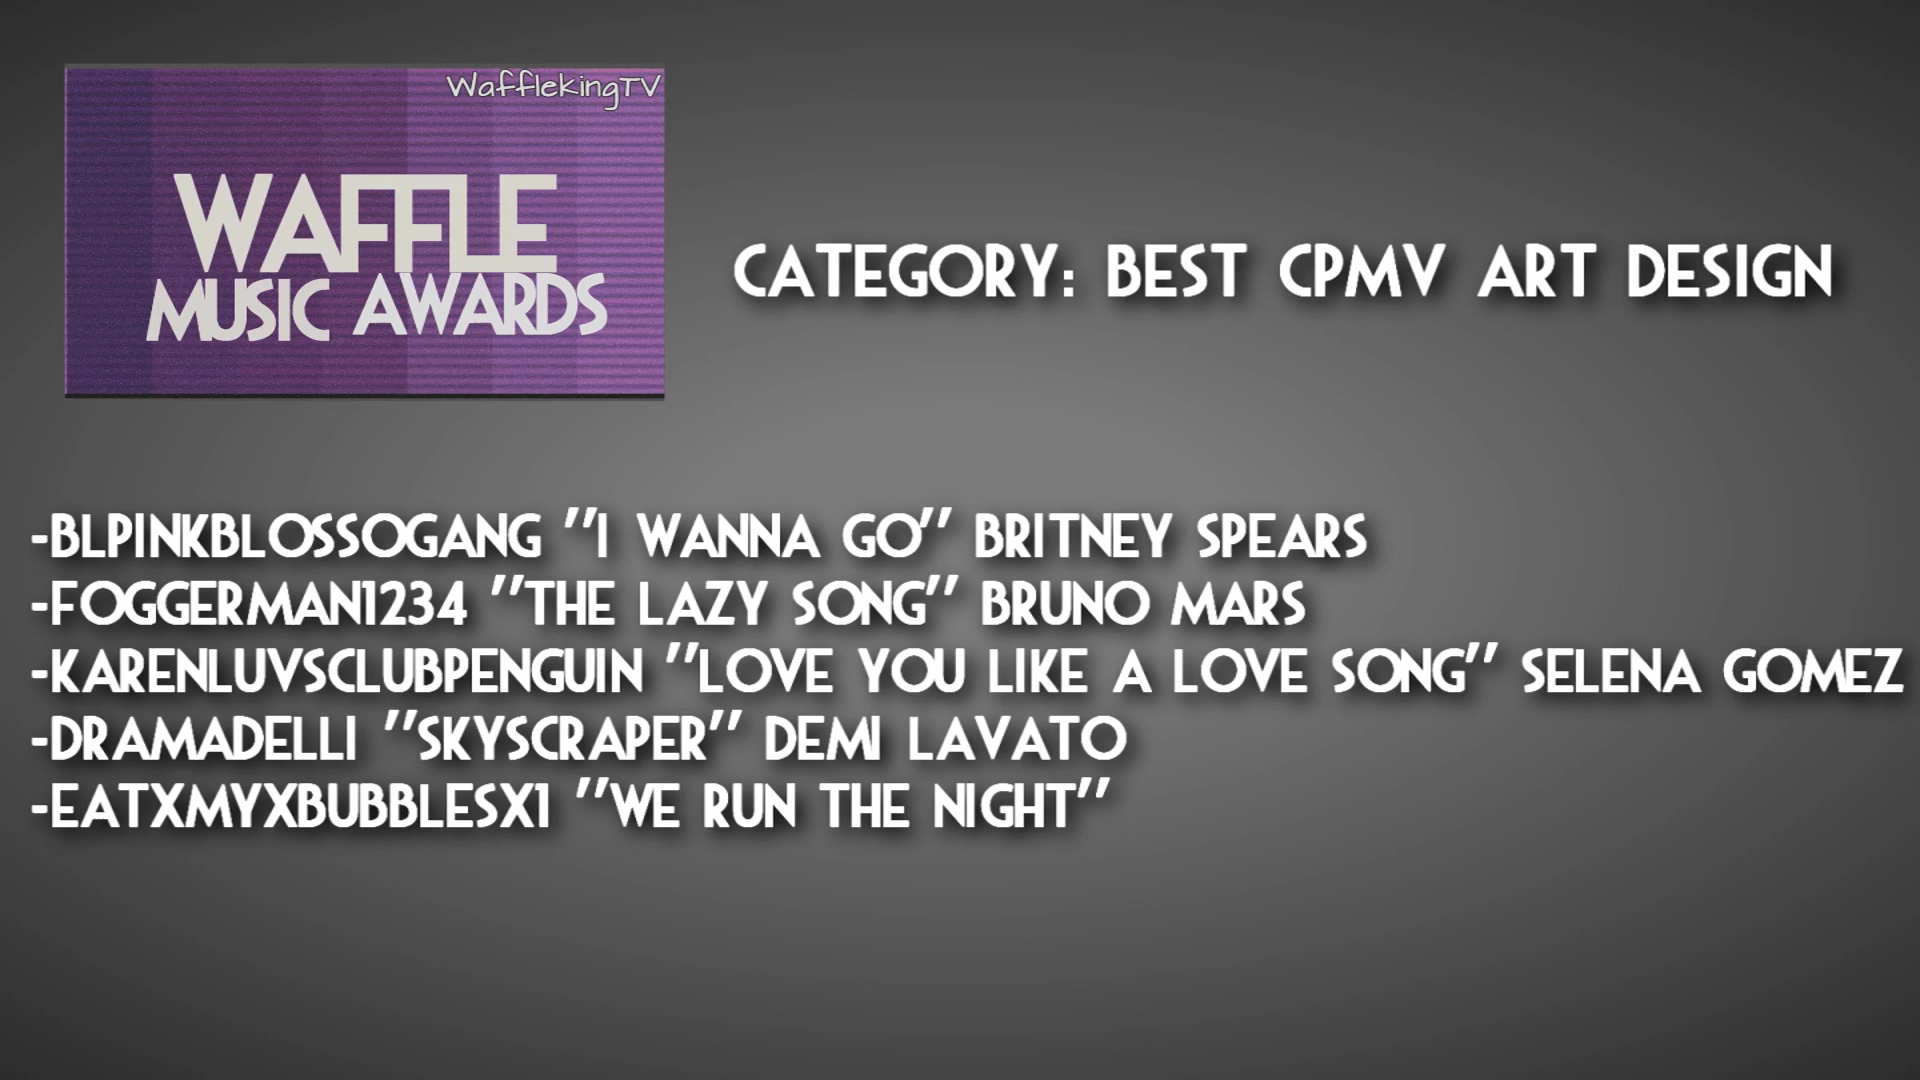 WafflekingTV
WAFFLE
MUSIC AWARDS
CATEGORY: BEST CPMV ART DESIGN
-BLPINKBLOSSOGANG "I WANNA GO" BRITNEY SPEARS
-FOGGERMAN1234 "THE LAZY SONG" BRUNO MARS
-KARENLUVSCLUBPENGUIN "LOVE YOU LIKE A LOVE SONG" SELENA GOMEZ
-DRAMADELLI "SKYSCRAPER" DEMI LAVATO
-EATXMYXBUBBLESX1 "WE RUN THE NIGHT"